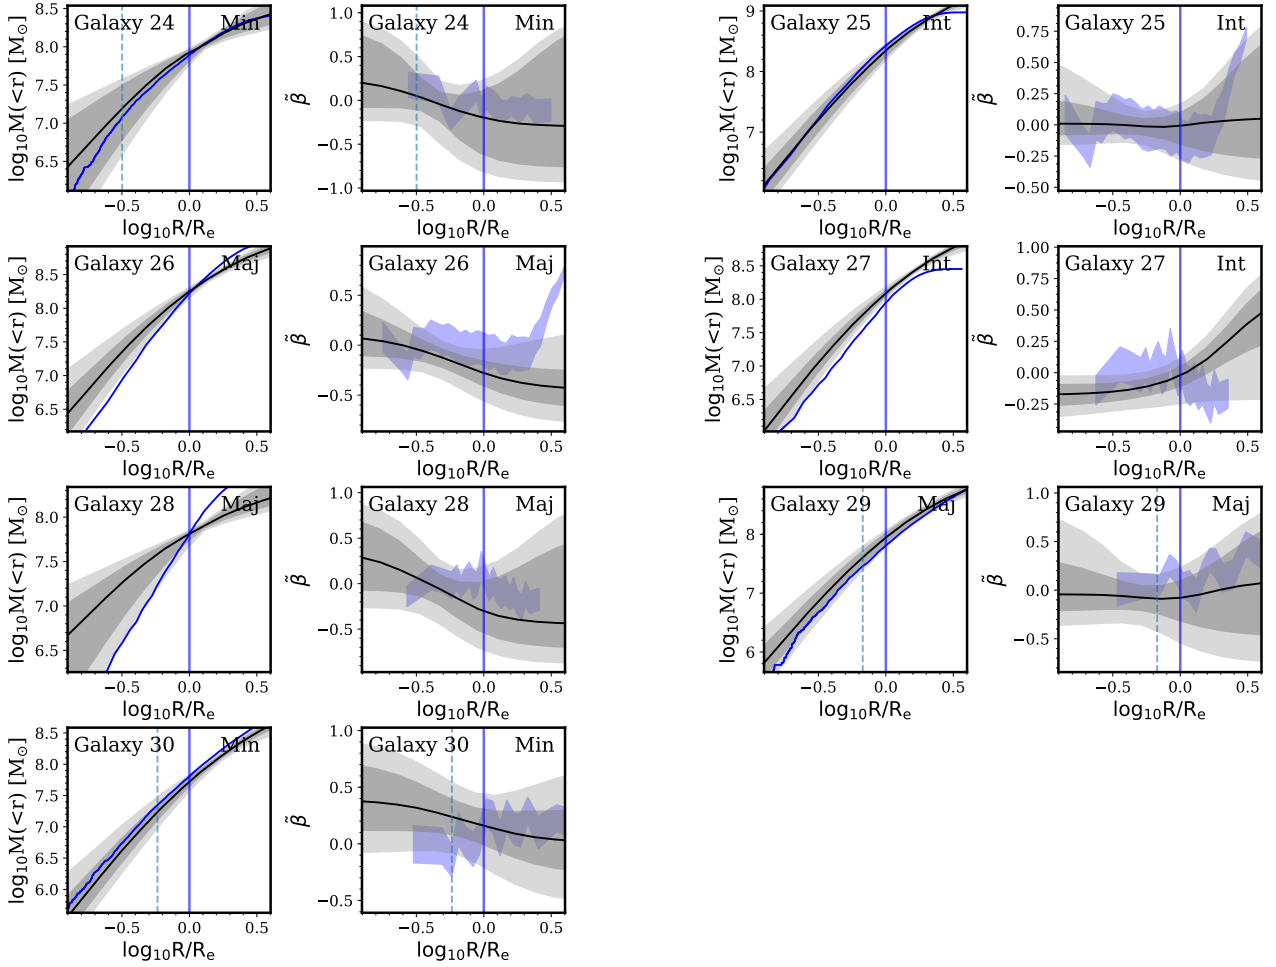 Galaxy 24 Min
8.5
8.0
7.5
7.0
6.5
log₁₀M(<r) [M⊙]
−0.5 0.0 0.5
log₁₀R/Rₑ
Galaxy 24 Min
1.0
0.5
0.0
−0.5
−1.0
β̃
−0.5 0.0 0.5
log₁₀R/Rₑ
Galaxy 25 Int
9
8
7
log₁₀M(<r) [M⊙]
−0.5 0.0 0.5
log₁₀R/Rₑ
Galaxy 25 Int
0.75
0.50
0.25
0.00
−0.25
−0.50
β̃
−0.5 0.0 0.5
log₁₀R/Rₑ
Galaxy 26 Maj
8.5
8.0
7.5
7.0
6.5
log₁₀M(<r) [M⊙]
−0.5 0.0 0.5
log₁₀R/Rₑ
Galaxy 26 Maj
0.5
0.0
−0.5
β̃
−0.5 0.0 0.5
log₁₀R/Rₑ
Galaxy 27 Int
8.5
8.0
7.5
7.0
6.5
log₁₀M(<r) [M⊙]
−0.5 0.0 0.5
log₁₀R/Rₑ
Galaxy 27 Int
1.00
0.75
0.50
0.25
0.00
−0.25
β̃
−0.5 0.0 0.5
log₁₀R/Rₑ
Galaxy 28 Maj
8.0
7.5
7.0
6.5
log₁₀M(<r) [M⊙]
−0.5 0.0 0.5
log₁₀R/Rₑ
Galaxy 28 Maj
1.0
0.5
0.0
−0.5
β̃
−0.5 0.0 0.5
log₁₀R/Rₑ
Galaxy 29 Maj
8
7
6
log₁₀M(<r) [M⊙]
−0.5 0.0 0.5
log₁₀R/Rₑ
Galaxy 29 Maj
1.0
0.5
0.0
−0.5
β̃
−0.5 0.0 0.5
log₁₀R/Rₑ
Galaxy 30 Min
8.5
8.0
7.5
7.0
6.5
6.0
log₁₀M(<r) [M⊙]
−0.5 0.0 0.5
log₁₀R/Rₑ
Galaxy 30 Min
1.0
0.5
0.0
−0.5
β̃
−0.5 0.0 0.5
log₁₀R/Rₑ